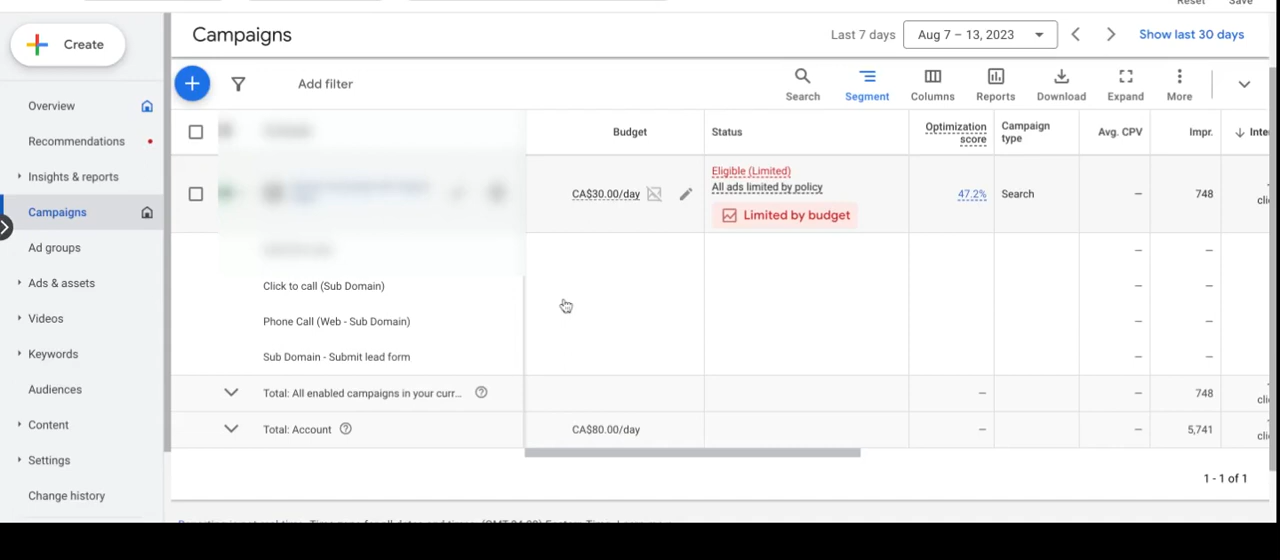 Reset Save
Create
Campaigns
Last 7 days
Aug 7 – 13, 2023
Show last 30 days
Add filter
Search
Segment
Columns
Reports
Download
Expand
More
Overview
Recommendations
Insights & reports
Campaigns
Ad groups
Ads & assets
Videos
Keywords
Audiences
Content
Settings
Change history
Budget
Status
Optimization
score
Campaign
type
Avg. CPV
Impr.
CA$30.00/day
Eligible (Limited)
All ads limited by policy
Limited by budget
47.2%
Search
–
748
– –
Click to call (Sub Domain) – –
Phone Call (Web - Sub Domain) – –
Sub Domain - Submit lead form – –
Total: All enabled campaigns in your curr... – – 748
Total: Account CA$80.00/day – – 5,741
1 - 1 of 1